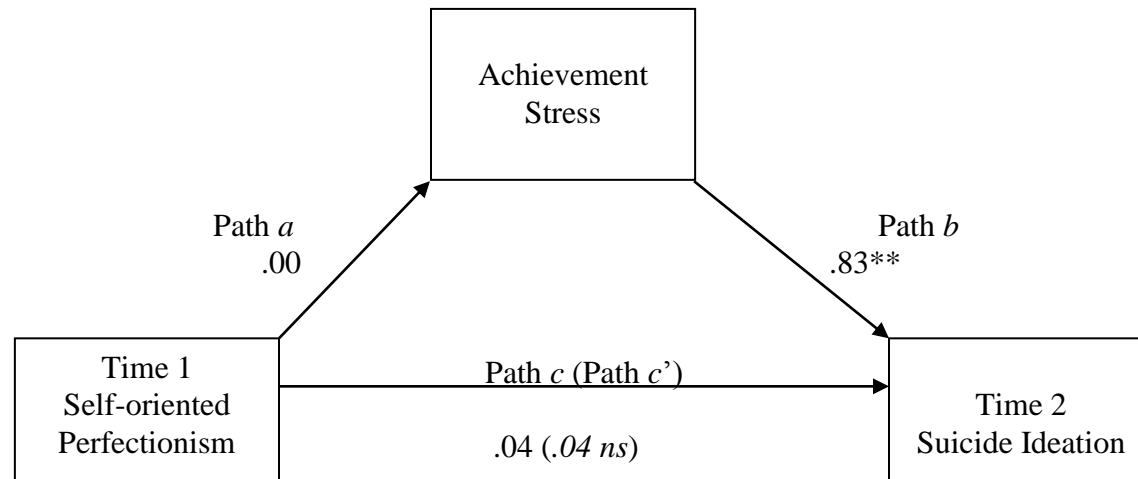 Achievement
Stress
Path a
.00
Path b
.83**
Time 1
Self-oriented
Perfectionism
Path c (Path c’)
.04 (.04 ns)
Time 2
Suicide Ideation